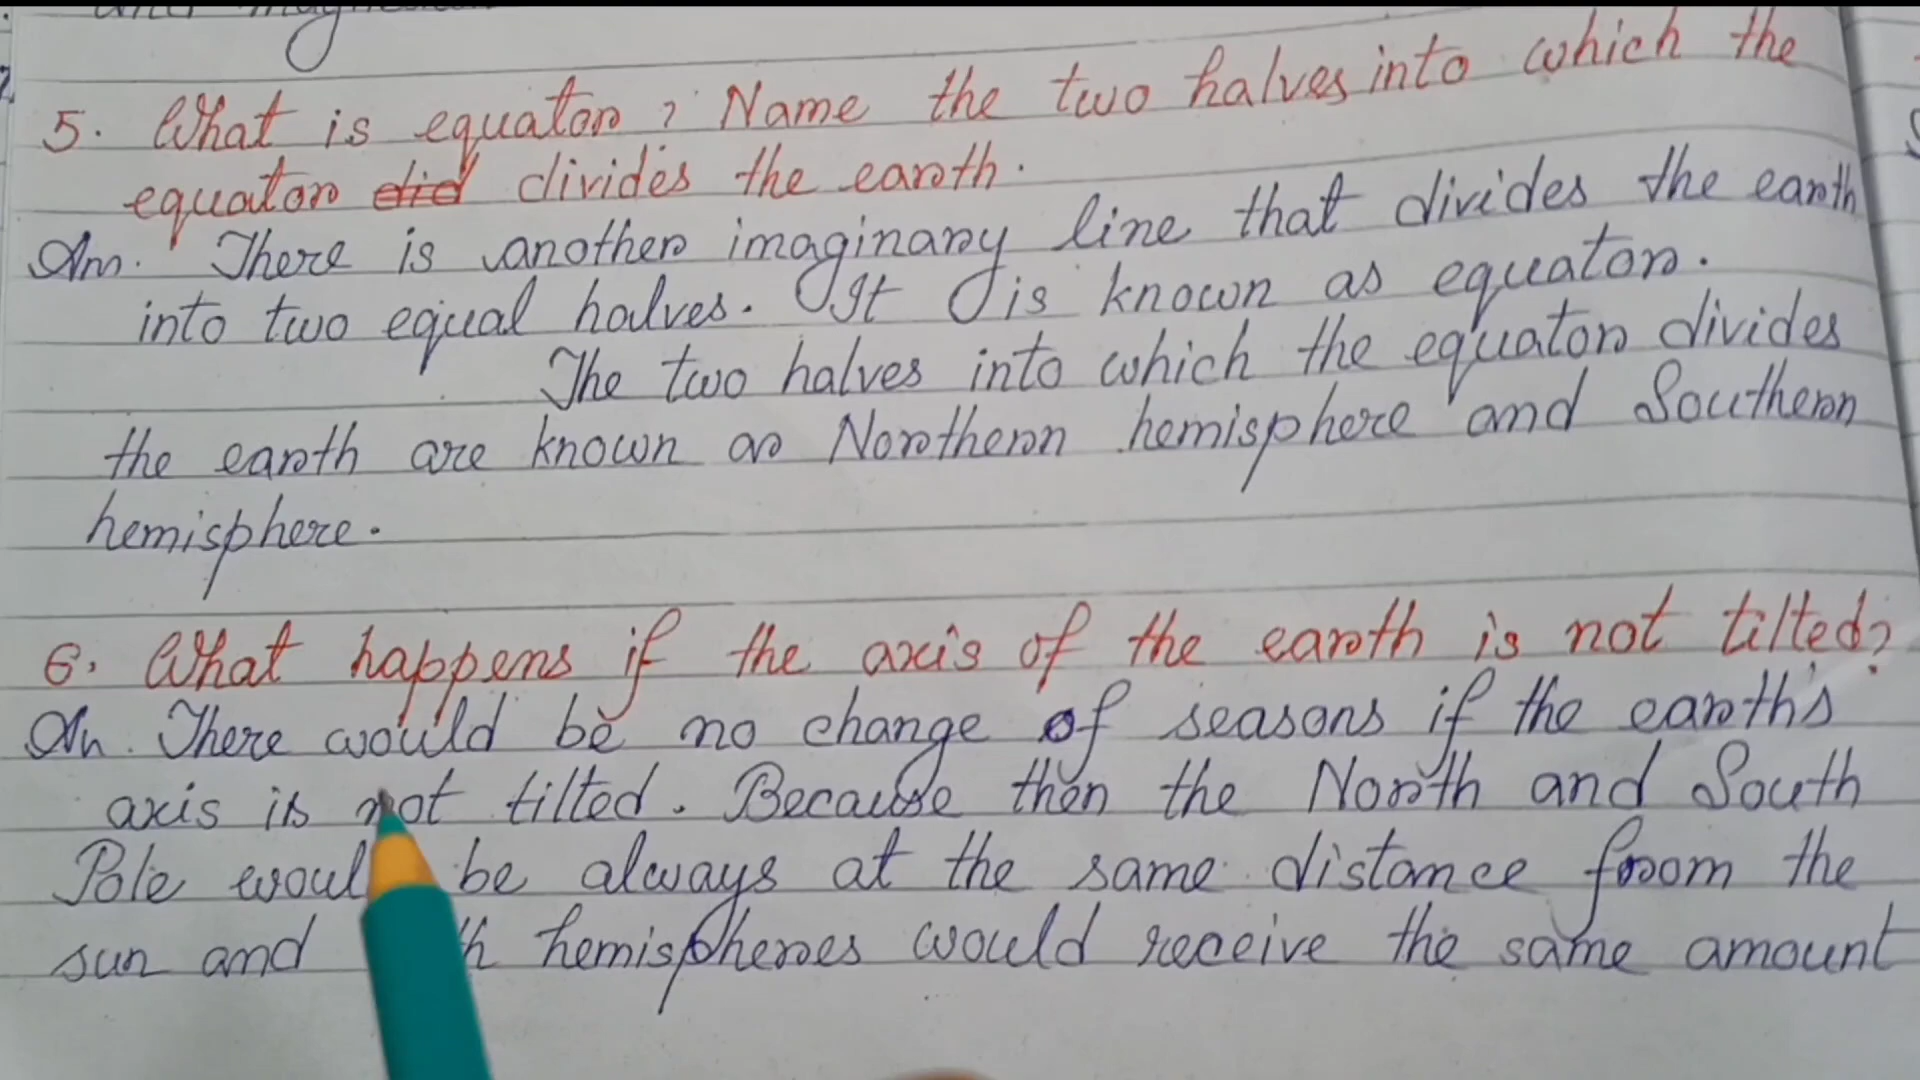 5. What is equator? Name the two halves into which the
equator did divides the earth.
Ans. There is another imaginary line that divides the earth
into two equal halves. It is known as equator.
The two halves into which the equator divides
the earth are known as Northern hemisphere and Southern
hemisphere.
6. What happens if the axis of the earth is not tilted?
An. There would be no change of seasons if the earth's
axis is not tilted. Because then the North and South
Pole would be always at the same distance from the
sun and hemispheres would receive the same amount